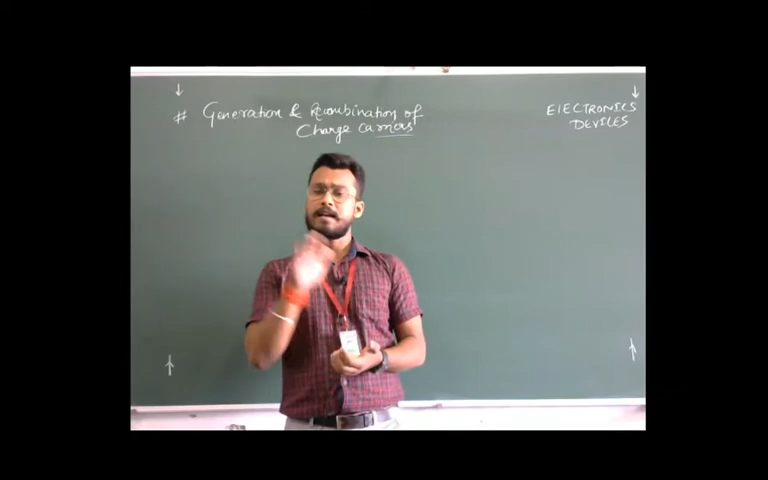 # Generation & Recombination of
Charge carriers
ELECTRONICS
DEVICES